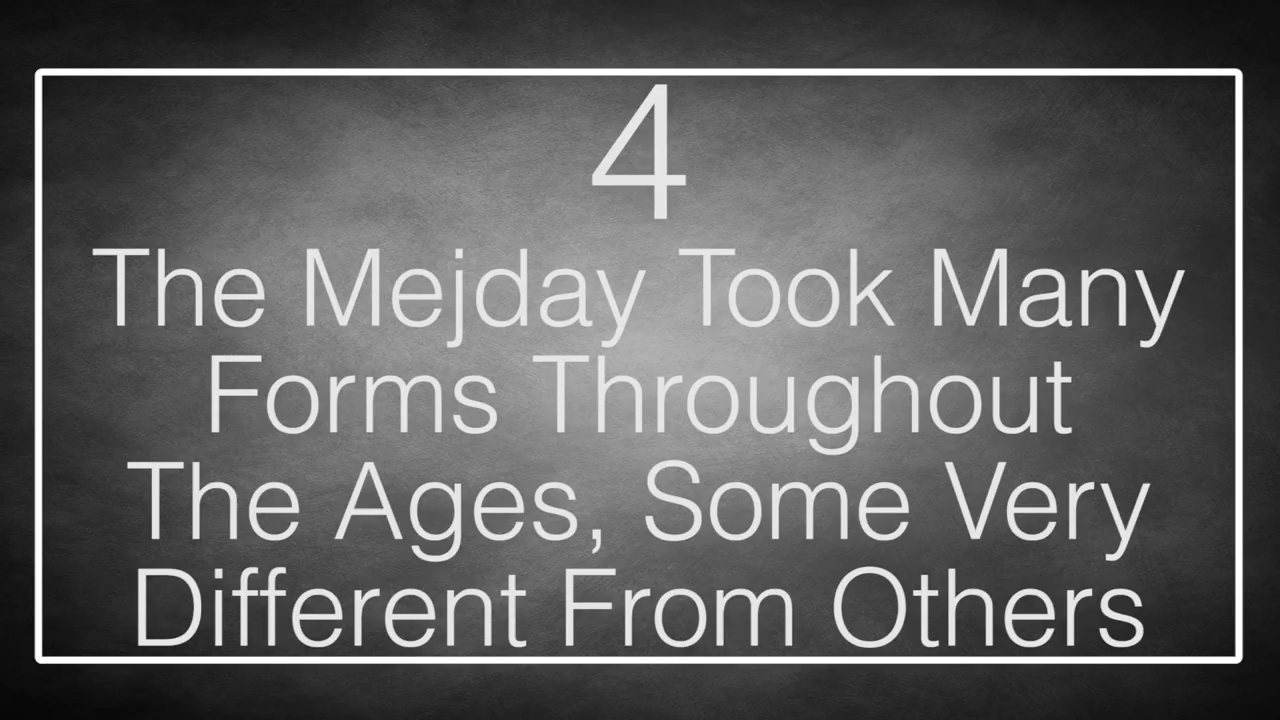 4
The Mejday Took Many
Forms Throughout
The Ages, Some Very
Different From Others